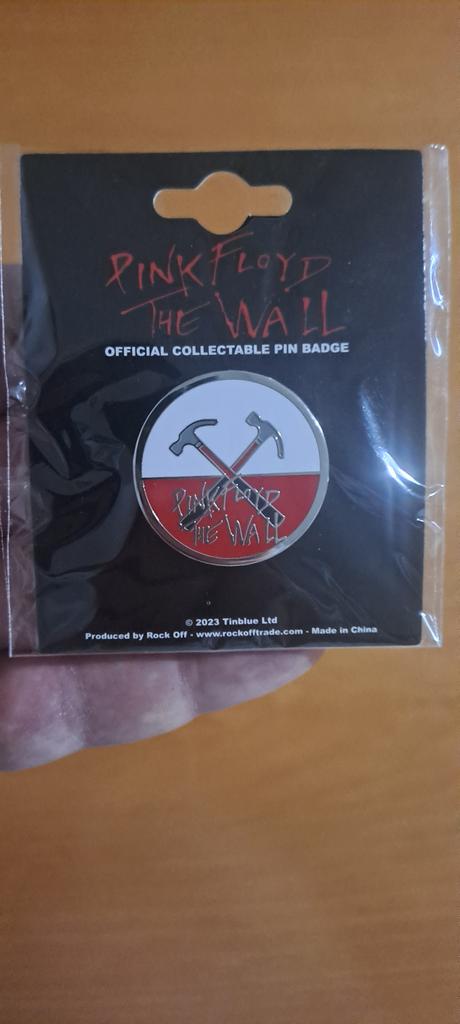 PINK FLOYD
THE WALL
OFFICIAL COLLECTABLE PIN BADGE
PINK FLOYD
THE WALL
© 2023 Tinblue Ltd
Produced by Rock Off - www.rockofftrade.com - Made in China